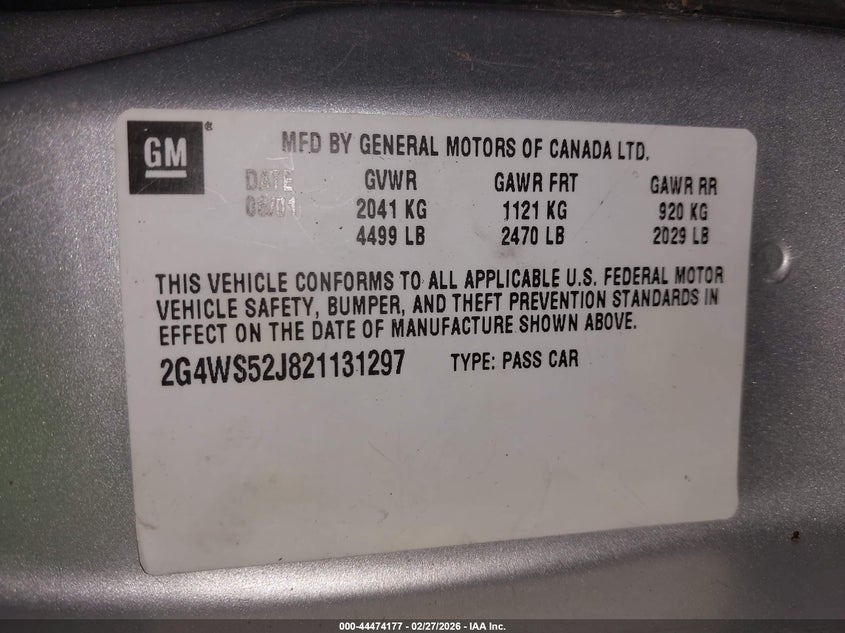 GM®
MFD BY GENERAL MOTORS OF CANADA LTD.
DATE GVWR GAWR FRT GAWR RR
2041 KG 1121 KG 920 KG
4499 LB 2470 LB 2029 LB
THIS VEHICLE CONFORMS TO ALL APPLICABLE U.S. FEDERAL MOTOR
VEHICLE SAFETY, BUMPER, AND THEFT PREVENTION STANDARDS IN
EFFECT ON THE DATE OF MANUFACTURE SHOWN ABOVE.
2G4WS52J821131297 TYPE: PASS CAR
000-44474177 — 02/27/2026 - IAA Inc.